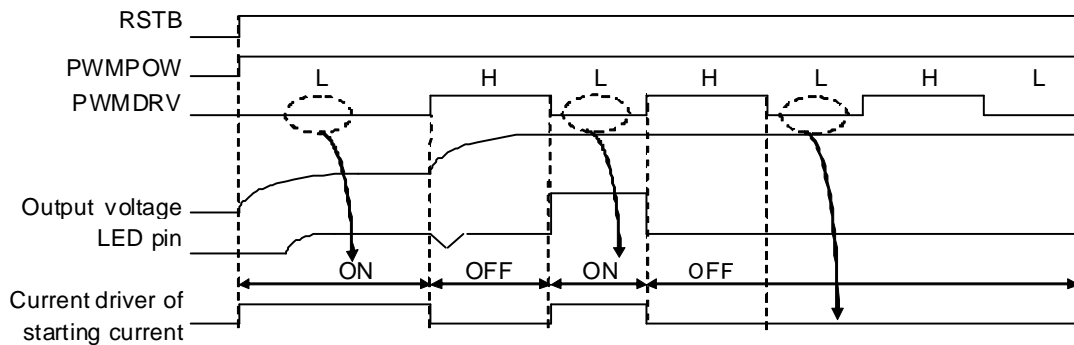 RSTB
PWMPOW
L H L H L H L
PWMDRV
Output voltage
LED pin
ON OFF ON OFF
Current driver of
starting current